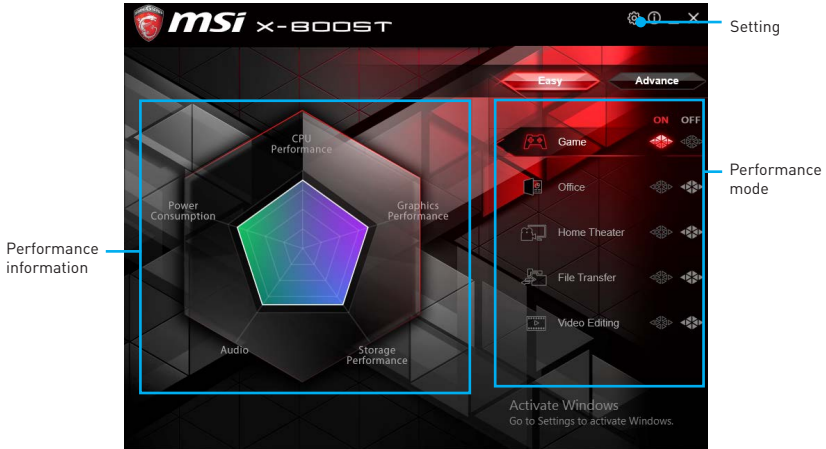 msi X-BOOST
Setting
Easy
Advance
ON OFF
Game
Office
Home Theater
File Transfer
Video Editing
Performance
mode
CPU
Performance
Power
Consumption
Graphics
Performance
Audio
Storage
Performance
Performance
information
Activate Windows
Go to Settings to activate Windows.